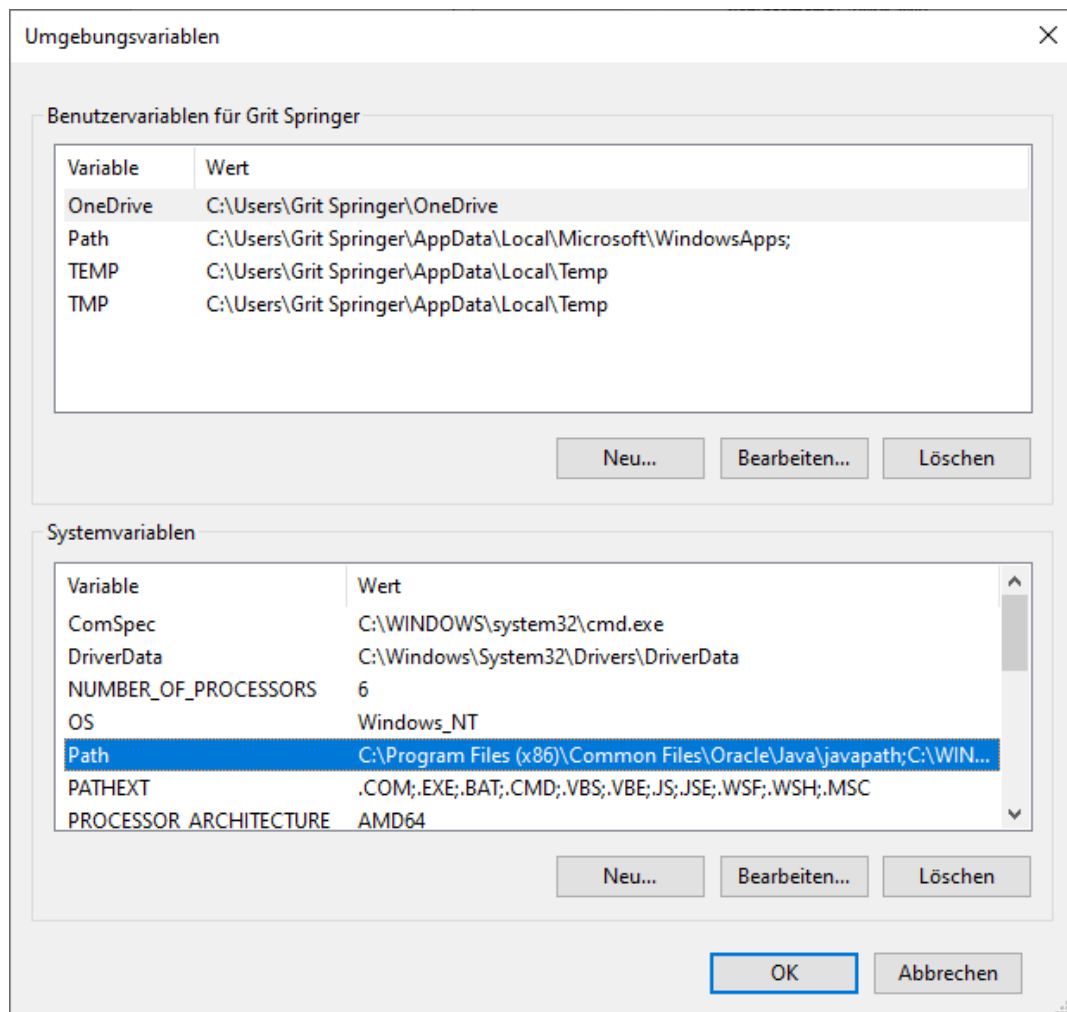 Umgebungsvariablen
Benutzervariablen für Grit Springer
Variable Wert
OneDrive C:\Users\Grit Springer\OneDrive
Path C:\Users\Grit Springer\AppData\Local\Microsoft\WindowsApps;
TEMP C:\Users\Grit Springer\AppData\Local\Temp
TMP C:\Users\Grit Springer\AppData\Local\Temp
Neu... Bearbeiten... Löschen
Systemvariablen
Variable Wert
ComSpec C:\WINDOWS\system32\cmd.exe
DriverData C:\Windows\System32\Drivers\DriverData
NUMBER_OF_PROCESSORS 6
OS Windows_NT
Path C:\Program Files (x86)\Common Files\Oracle\Java\javapath;C:\WIN...
PATHEXT .COM;.EXE;.BAT;.CMD;.VBS;.VBE;.JS;.JSE;.WSF;.WSH;.MSC
PROCESSOR_ARCHITECTURE AMD64
Neu... Bearbeiten... Löschen
OK Abbrechen